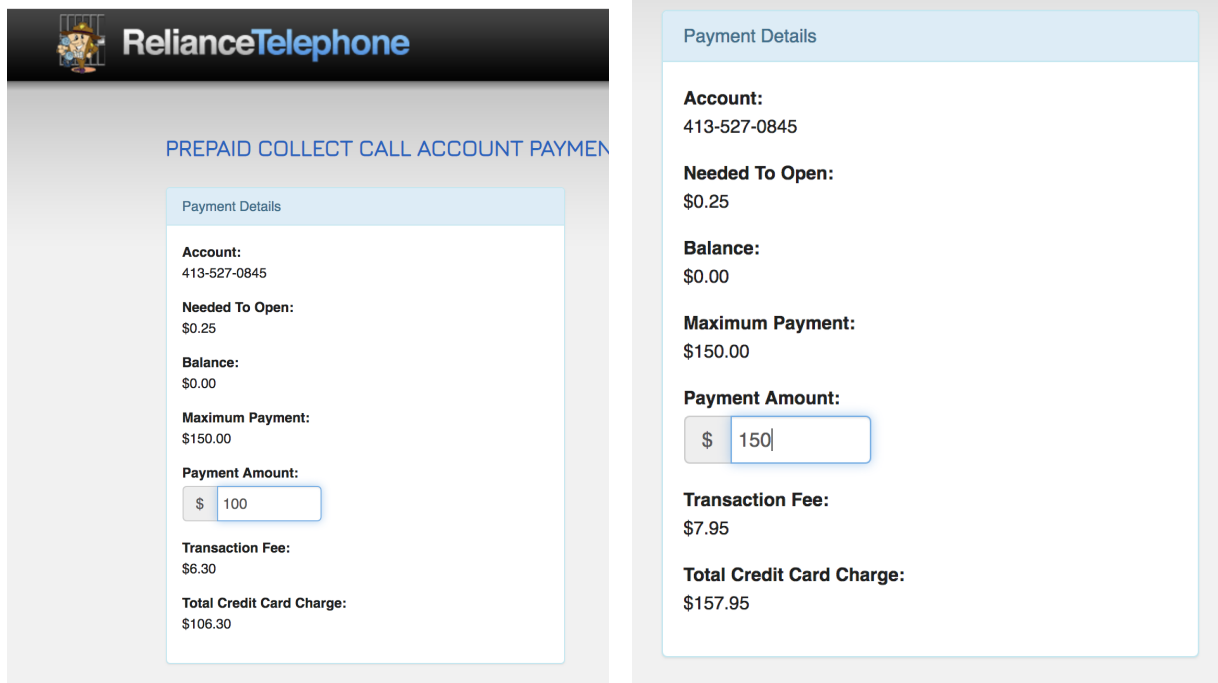 RelianceTelephone
PREPAID COLLECT CALL ACCOUNT PAYMEN
Payment Details
Account:
413-527-0845
Needed To Open:
$0.25
Balance:
$0.00
Maximum Payment:
$150.00
Payment Amount:
$ 100
Transaction Fee:
$6.30
Total Credit Card Charge:
$106.30
Payment Details
Account:
413-527-0845
Needed To Open:
$0.25
Balance:
$0.00
Maximum Payment:
$150.00
Payment Amount:
$ 150
Transaction Fee:
$7.95
Total Credit Card Charge:
$157.95